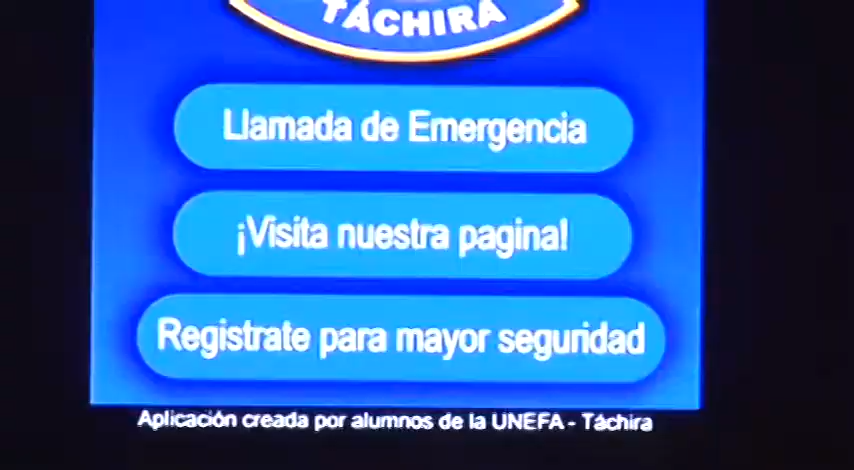 TÁCHIRA
Llamada de Emergencia
¡Visita nuestra pagina!
Registrate para mayor seguridad
Aplicación creada por alumnos de la UNEFA - Táchira